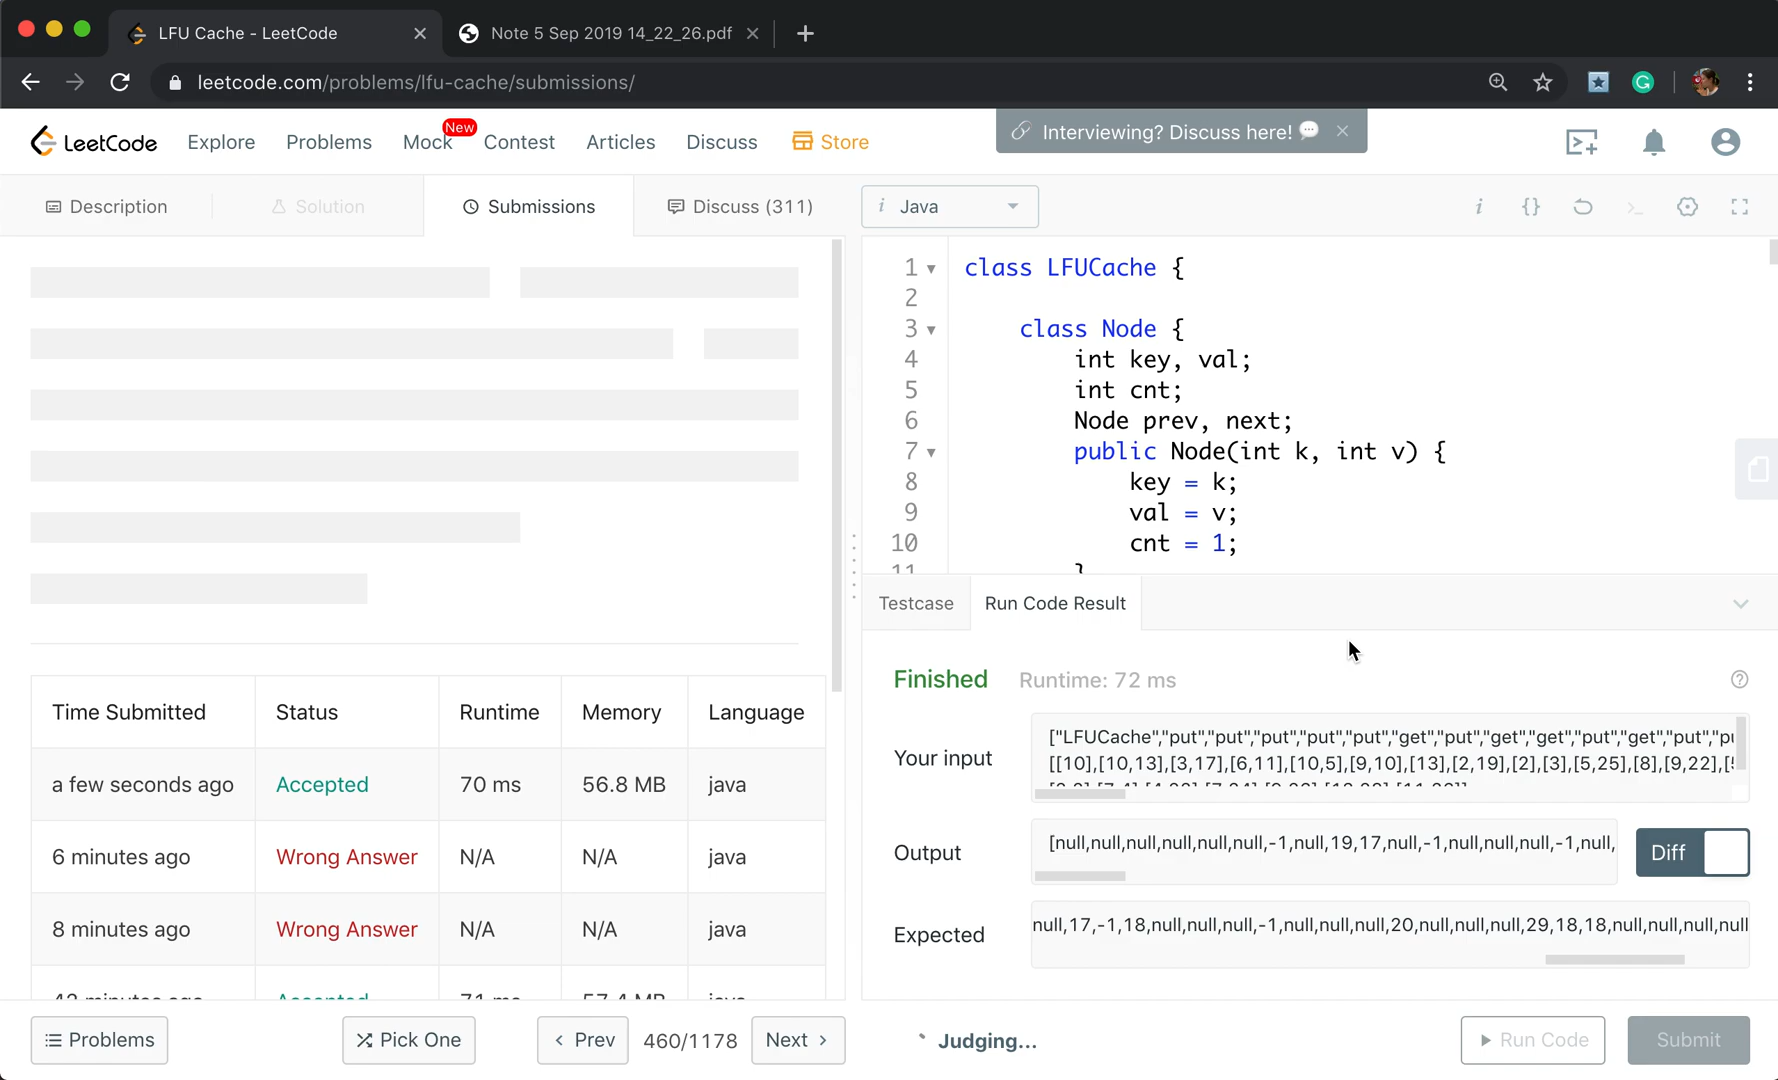 LFU Cache - LeetCode
Note 5 Sep 2019 14_22_26.pdf
leetcode.com/problems/lfu-cache/submissions/
LeetCode
Explore
Problems
Mock
New
Contest
Articles
Discuss
Store
Interviewing? Discuss here! 💬
Description
Solution
Submissions
Discuss (311)
i Java
1 class LFUCache {
2
3 class Node {
4 int key, val;
5 int cnt;
6 Node prev, next;
7 public Node(int k, int v) {
8 key = k;
9 val = v;
10 cnt = 1;
11 }
Testcase
Run Code Result
Finished
Runtime: 72 ms
Your input
["LFUCache","put","put","put","put","put","get","put","get","get","put","get","put","pu
[[10],[10,13],[3,17],[6,11],[10,5],[9,10],[13],[2,19],[2],[3],[5,25],[8],[9,22],[5
Output
[null,null,null,null,null,null,-1,null,19,17,null,-1,null,null,null,-1,null,
Diff
Expected
null,17,-1,18,null,null,null,-1,null,null,null,20,null,null,null,29,18,18,null,null,null,null
Time Submitted Status Runtime Memory Language
a few seconds ago Accepted 70 ms 56.8 MB java
6 minutes ago Wrong Answer N/A N/A java
8 minutes ago Wrong Answer N/A N/A java
Problems
Pick One
Prev
460/1178
Next
Judging...
Run Code
Submit